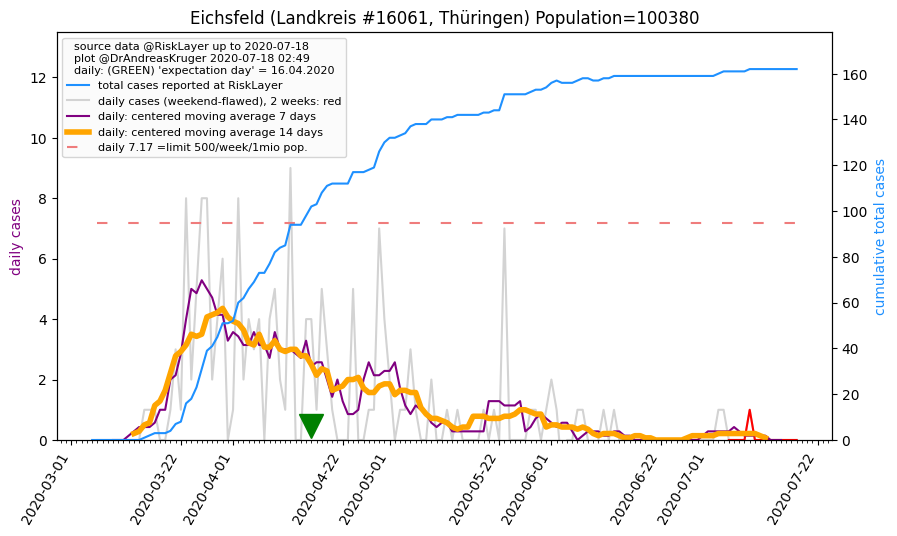 Eichsfeld (Landkreis #16061, Thüringen) Population=100380
source data @RiskLayer up to 2020-07-18
plot @DrAndreasKruger 2020-07-18 02:49
daily: (GREEN) 'expectation day' = 16.04.2020
total cases reported at RiskLayer
daily cases (weekend-flawed), 2 weeks: red
daily: centered moving average 7 days
daily: centered moving average 14 days
daily 7.17 =limit 500/week/1mio pop.
daily cases
12
10
8
6
4
2
0
160
140
120
100
80
60
40
20
0
cumulative total cases
2020-03-01
2020-03-22
2020-04-01
2020-04-22
2020-05-01
2020-05-22
2020-06-01
2020-06-22
2020-07-01
2020-07-22